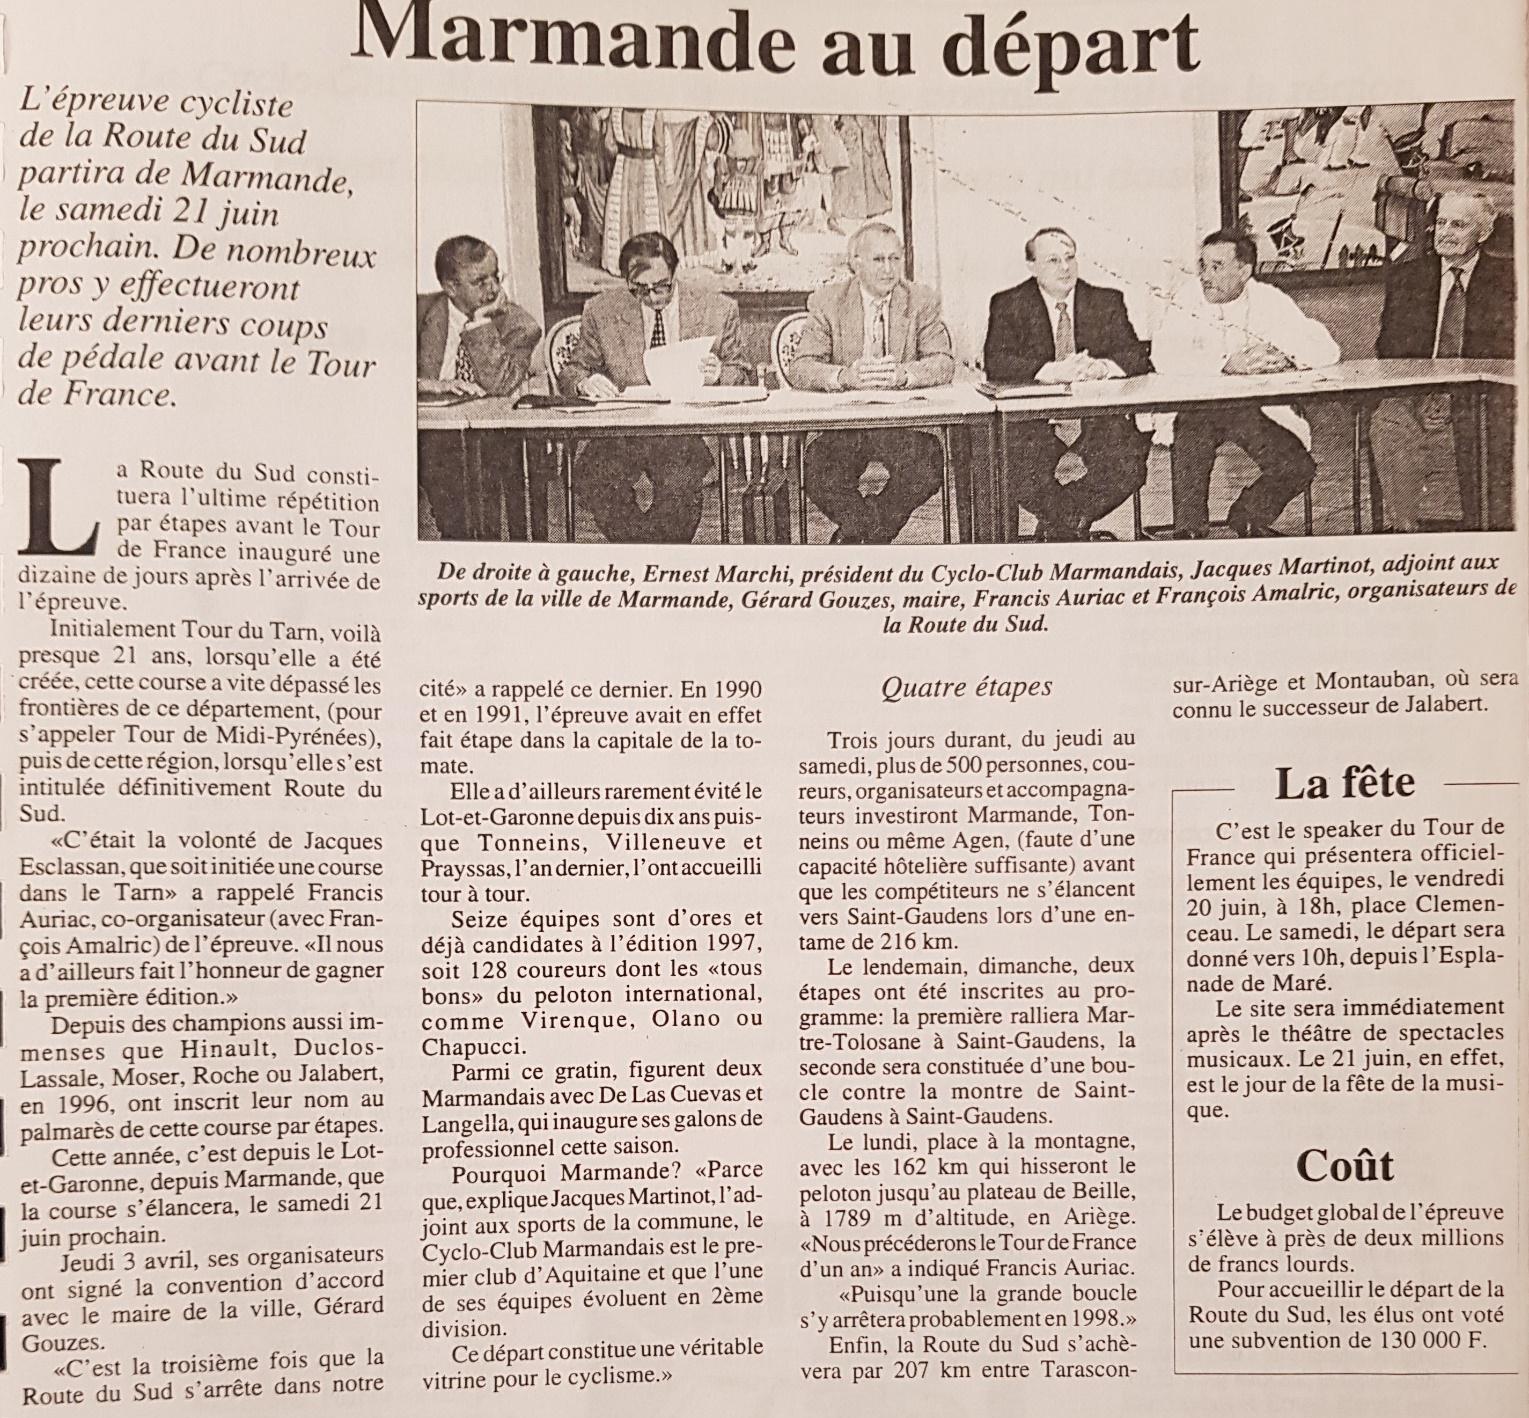 Marmande au départ
L'épreuve cycliste
de la Route du Sud
partira de Marmande,
le samedi 21 juin
prochain. De nombreux
pros y effectueront
leurs derniers coups
de pédale avant le Tour
de France.
La Route du Sud consti-
tuera l'ultime répétition
par étapes avant le Tour
de France inauguré une
dizaine de jours après l'arrivée de
l'épreuve.
Initialement Tour du Tarn, voilà
presque 21 ans, lorsqu'elle a été
créée, cette course a vite dépassé les
frontières de ce département, (pour
s'appeler Tour de Midi-Pyrénées),
puis de cette région, lorsqu'elle s'est
intitulée définitivement Route du
Sud.
«C'était la volonté de Jacques
Esclassan, que soit initiée une course
dans le Tarn» a rappelé Francis
Auriac, co-organisateur (avec Fran-
çois Amalric) de l'épreuve. «Il nous
a d'ailleurs fait l'honneur de gagner
la première édition.»
Depuis des champions aussi im-
menses que Hinault, Duclos-
Lassale, Moser, Roche ou Jalabert,
en 1996, ont inscrit leur nom au
palmarès de cette course par étapes.
Cette année, c'est depuis le Lot-
et-Garonne, depuis Marmande, que
la course s'élancera, le samedi 21
juin prochain.
Jeudi 3 avril, ses organisateurs
ont signé la convention d'accord
avec le maire de la ville, Gérard
Gouzes.
«C'est la troisième fois que la
Route du Sud s'arrête dans notre
De droite à gauche, Ernest Marchi, président du Cyclo-Club Marmandais, Jacques Martinot, adjoint aux
sports de la ville de Marmande, Gérard Gouzes, maire, Francis Auriac et François Amalric, organisateurs de
la Route du Sud.
cité» a rappelé ce dernier. En 1990
et en 1991, l'épreuve avait en effet
fait étape dans la capitale de la to-
mate.
Elle a d'ailleurs rarement évité le
Lot-et-Garonne depuis dix ans puis-
que Tonneins, Villeneuve et
Prayssas, l'an dernier, l'ont accueilli
tour à tour.
Seize équipes sont d'ores et
déjà candidates à l'édition 1997,
soit 128 coureurs dont les «tous
bons» du peloton international,
comme Virenque, Olano ou
Chapucci.
Parmi ce gratin, figurent deux
Marmandais avec De Las Cuevas et
Langella, qui inaugure ses galons de
professionnel cette saison.
Pourquoi Marmande? «Parce
que, explique Jacques Martinot, l'ad-
joint aux sports de la commune, le
Cyclo-Club Marmandais est le pre-
mier club d'Aquitaine et que l'une
de ses équipes évoluent en 2ème
division.
Ce départ constitue une véritable
vitrine pour le cyclisme.»
Quatre étapes
Trois jours durant, du jeudi au
samedi, plus de 500 personnes, cou-
reurs, organisateurs et accompagna-
teurs investiront Marmande, Ton-
neins ou même Agen, (faute d'une
capacité hôtelière suffisante) avant
que les compétiteurs ne s'élancent
vers Saint-Gaudens lors d'une en-
tame de 216 km.
Le lendemain, dimanche, deux
étapes ont été inscrites au pro-
gramme: la première ralliera Mar-
tre-Tolosane à Saint-Gaudens, la
seconde sera constituée d'une bou-
cle contre la montre de Saint-
Gaudens à Saint-Gaudens.
Le lundi, place à la montagne,
avec les 162 km qui hisseront le
peloton jusqu'au plateau de Beille,
à 1789 m d'altitude, en Ariége.
«Nous précéderons le Tour de France
d'un an» a indiqué Francis Auriac.
«Puisqu'une la grande boucle
s'y arrêtera probablement en 1998.»
Enfin, la Route du Sud s'achè-
vera par 207 km entre Tarascon-
sur-Ariège et Montauban, où sera
connu le successeur de Jalabert.
La fête
C'est le speaker du Tour de
France qui présentera officiel-
lement les équipes, le vendredi
20 juin, à 18h, place Clemen-
ceau. Le samedi, le départ sera
donné vers 10h, depuis l'Espla-
nade de Maré.
Le site sera immédiatement
après le théâtre de spectacles
musicaux. Le 21 juin, en effet,
est le jour de la fête de la musi-
que.
Coût
Le budget global de l'épreuve
s'élève à près de deux millions
de francs lourds.
Pour accueillir le départ de la
Route du Sud, les élus ont voté
une subvention de 130 000 F.